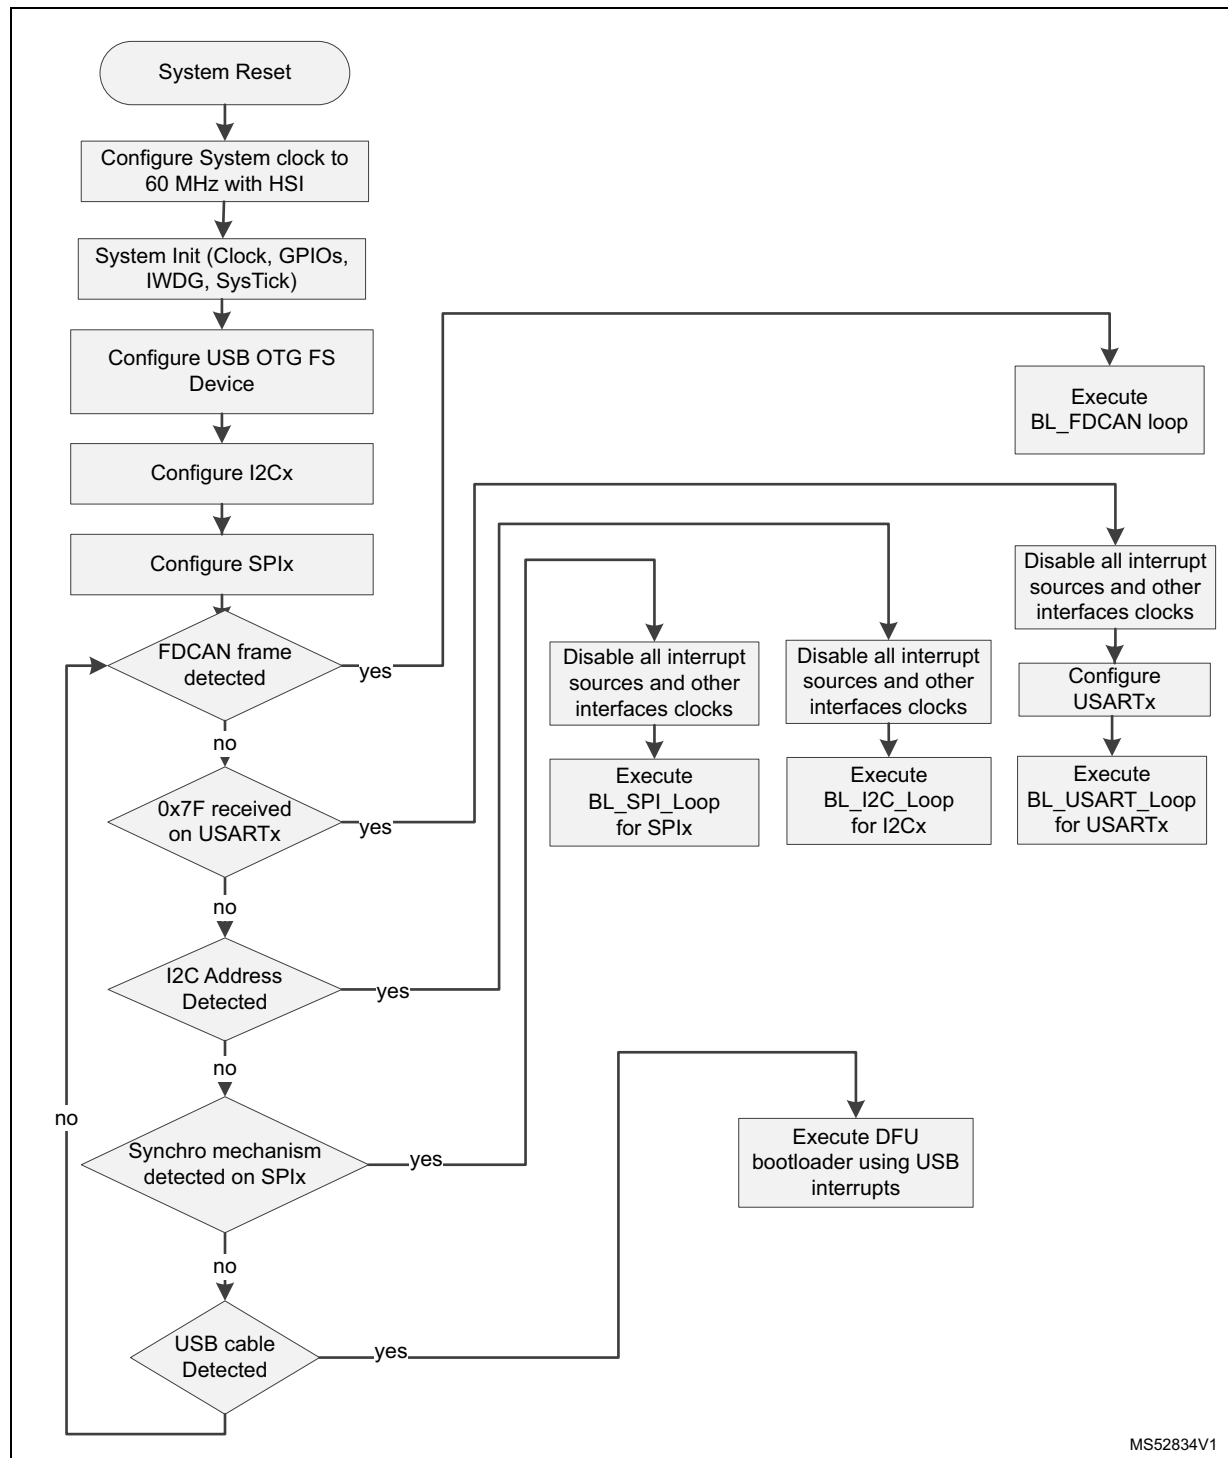 System Reset
Configure System clock to
60 MHz with HSI
System Init (Clock, GPIOs,
IWDG, SysTick)
Configure USB OTG FS
Device
Configure I2Cx
Configure SPIx
FDCAN frame
detected
yes
no
0x7F received
on USARTx
yes
no
I2C Address
Detected
yes
no
Synchro mechanism
detected on SPIx
yes
no
USB cable
Detected
yes
no
Execute
BL_FDCAN loop
Disable all interrupt
sources and other
interfaces clocks
Configure
USARTx
Execute
BL_USART_Loop
for USARTx
Disable all interrupt
sources and other
interfaces clocks
Execute
BL_I2C_Loop
for I2Cx
Disable all interrupt
sources and other
interfaces clocks
Execute
BL_SPI_Loop
for SPIx
Execute DFU
bootloader using USB
interrupts
MS52834V1